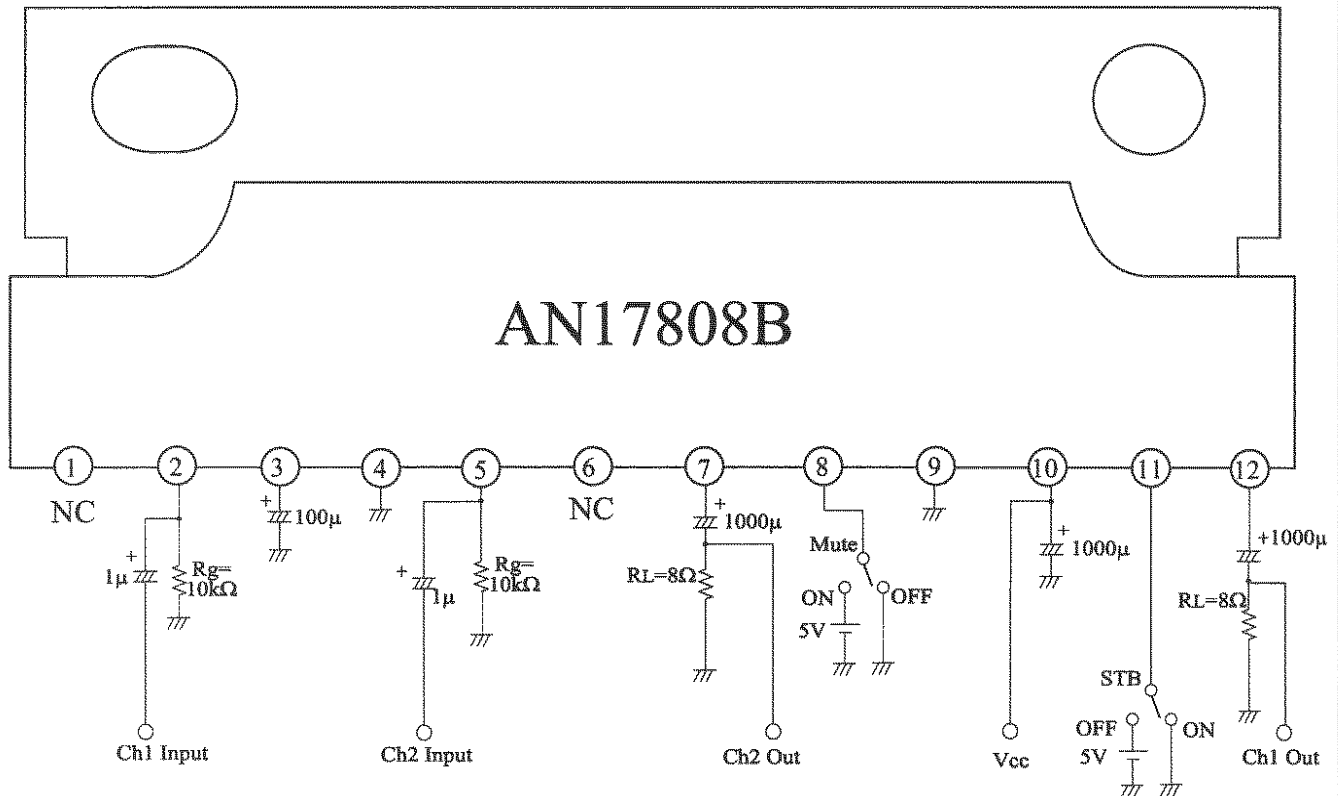 AN17808B
1 2 3 4 5 6 7 8 9 10 11 12
NC
NC
+
1μ
Rg=
10kΩ
+
100μ
+
1μ
Rg=
10kΩ
+
1000μ
RL=8Ω
Mute
ON
OFF
5V
+
1000μ
STB
OFF
ON
5V
+1000μ
RL=8Ω
Ch1 Input
Ch2 Input
Ch2 Out
Vcc
Ch1 Out